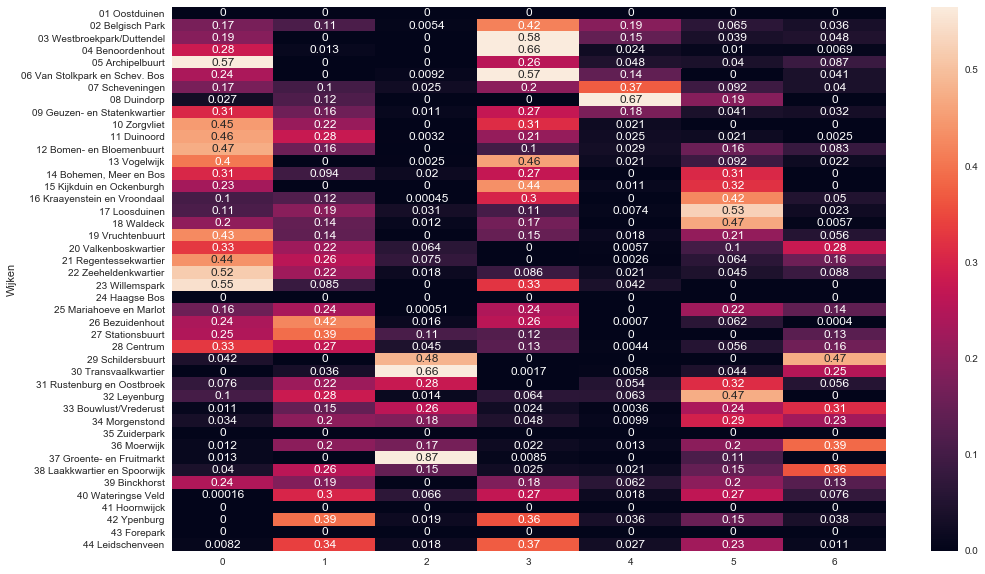 01 Oostduinen 0 0 0 0 0 0 0
02 Belgisch Park 0.17 0.11 0.0054 0.42 0.19 0.065 0.036
03 Westbroekpark/Duttendel 0.19 0 0 0.58 0.15 0.039 0.048
04 Benoordenhout 0.28 0.013 0 0.66 0.024 0.01 0.0069
05 Archipelbuurt 0.57 0 0 0.26 0.048 0.04 0.087
06 Van Stolkpark en Schev. Bos 0.24 0 0.0092 0.57 0.14 0 0.041
07 Scheveningen 0.17 0.1 0.025 0.2 0.37 0.092 0.04
08 Duindorp 0.027 0.12 0 0 0.67 0.19 0
09 Geuzen- en Statenkwartier 0.31 0.16 0.011 0.27 0.18 0.041 0.032
10 Zorgvliet 0.45 0.22 0 0.31 0.021 0 0
11 Duinoord 0.46 0.28 0.0032 0.21 0.025 0.021 0.0025
12 Bomen- en Bloemenbuurt 0.47 0.16 0 0.1 0.029 0.16 0.083
13 Vogelwijk 0.4 0 0.0025 0.46 0.021 0.092 0.022
14 Bohemen, Meer en Bos 0.31 0.094 0.02 0.27 0 0.31 0
15 Kijkduin en Ockenburgh 0.23 0 0 0.44 0.011 0.32 0
16 Kraayenstein en Vroondaal 0.1 0.12 0.00045 0.3 0 0.42 0.05
17 Loosduinen 0.11 0.19 0.031 0.11 0.0074 0.53 0.023
18 Waldeck 0.2 0.14 0.012 0.17 0 0.47 0.0057
19 Vruchtenbuurt 0.43 0.14 0 0.15 0.018 0.21 0.056
20 Valkenboskwartier 0.33 0.22 0.064 0 0.0057 0.1 0.28
21 Regentessekwartier 0.44 0.26 0.075 0 0.0026 0.064 0.16
22 Zeeheldenkwartier 0.52 0.22 0.018 0.086 0.021 0.045 0.088
23 Willemspark 0.55 0.085 0 0.33 0.042 0 0
24 Haagse Bos 0 0 0 0 0 0 0
25 Mariahoeve en Marlot 0.16 0.24 0.00051 0.24 0 0.22 0.14
26 Bezuidenhout 0.24 0.42 0.016 0.26 0.0007 0.062 0.0004
27 Stationsbuurt 0.25 0.39 0.11 0.12 0 0 0.13
28 Centrum 0.33 0.27 0.045 0.13 0.0044 0.056 0.16
29 Schildersbuurt 0.042 0 0.48 0 0 0 0.47
30 Transvaalkwartier 0 0.036 0.66 0.0017 0.0058 0.044 0.25
31 Rustenburg en Oostbroek 0.076 0.22 0.28 0 0.054 0.32 0.056
32 Leyenburg 0.1 0.28 0.014 0.064 0.063 0.47 0
33 Bouwlust/Vrederust 0.011 0.15 0.26 0.024 0.0036 0.24 0.31
34 Morgenstond 0.034 0.2 0.18 0.048 0.0099 0.29 0.23
35 Zuiderpark 0 0 0 0 0 0 0
36 Moerwijk 0.012 0.2 0.17 0.022 0.013 0.2 0.39
37 Groente- en Fruitmarkt 0.013 0 0.87 0.0085 0 0.11 0
38 Laakkwartier en Spoorwijk 0.04 0.26 0.15 0.025 0.021 0.15 0.36
39 Binckhorst 0.24 0.19 0 0.18 0.062 0.2 0.13
40 Wateringse Veld 0.00016 0.3 0.066 0.27 0.018 0.27 0.076
41 Hoornwijck 0 0 0 0 0 0 0
42 Ypenburg 0 0.39 0.019 0.36 0.036 0.15 0.038
43 Forepark 0 0 0 0 0 0 0
44 Leidschenveen 0.0082 0.34 0.018 0.37 0.027 0.23 0.011
0 1 2 3 4 5 6
Wijken
0.5
0.4
0.3
0.2
0.1
0.0